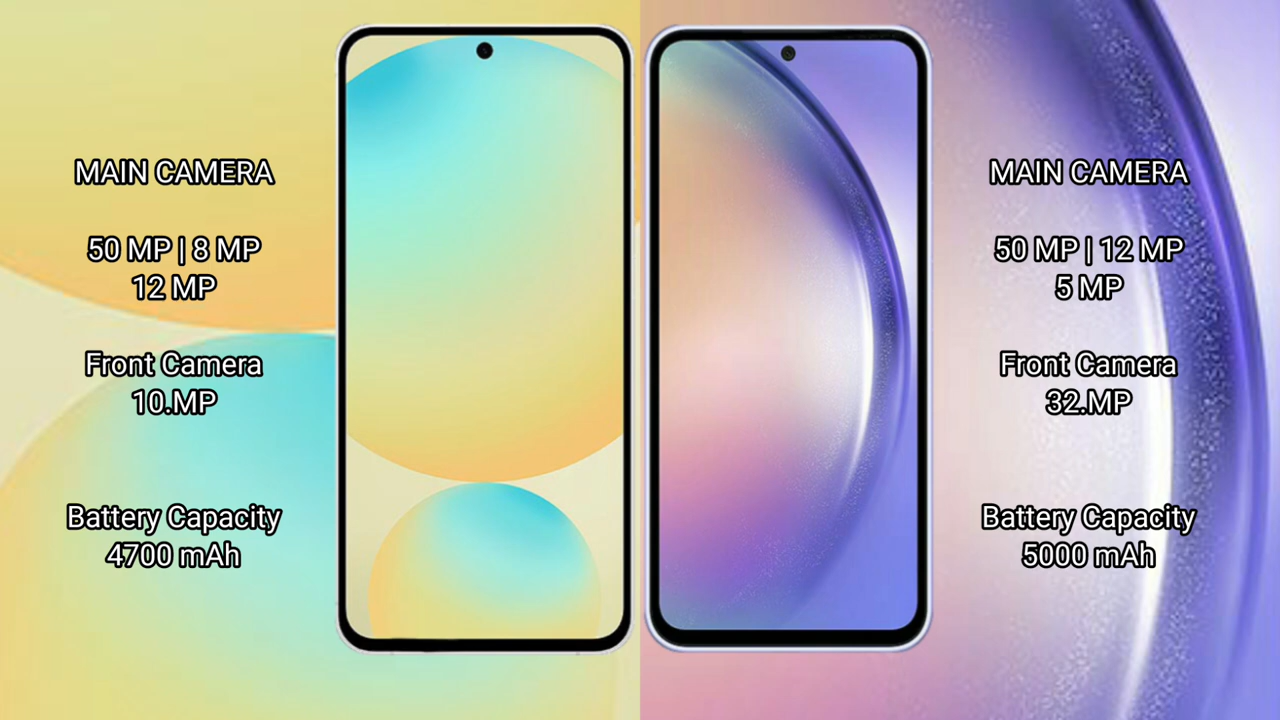 MAIN CAMERA
50 MP | 8 MP
12 MP
Front Camera
10.MP
Battery Capacity
4700 mAh
MAIN CAMERA
50 MP | 12 MP
5 MP
Front Camera
32.MP
Battery Capacity
5000 mAh